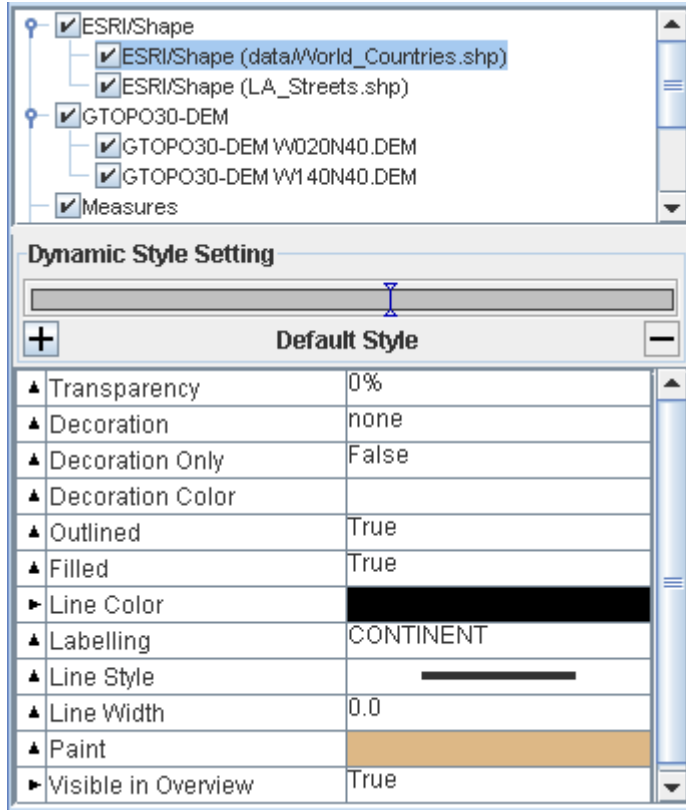 ESRI/Shape
ESRI/Shape (data/World_Countries.shp)
ESRI/Shape (LA_Streets.shp)
GTOPO30-DEM
GTOPO30-DEM W020N40.DEM
GTOPO30-DEM W140N40.DEM
Measures
Dynamic Style Setting
Default Style
Transparency 0%
Decoration none
Decoration Only False
Decoration Color
Outlined True
Filled True
Line Color
Labelling CONTINENT
Line Style
Line Width 0.0
Paint
Visible in Overview True